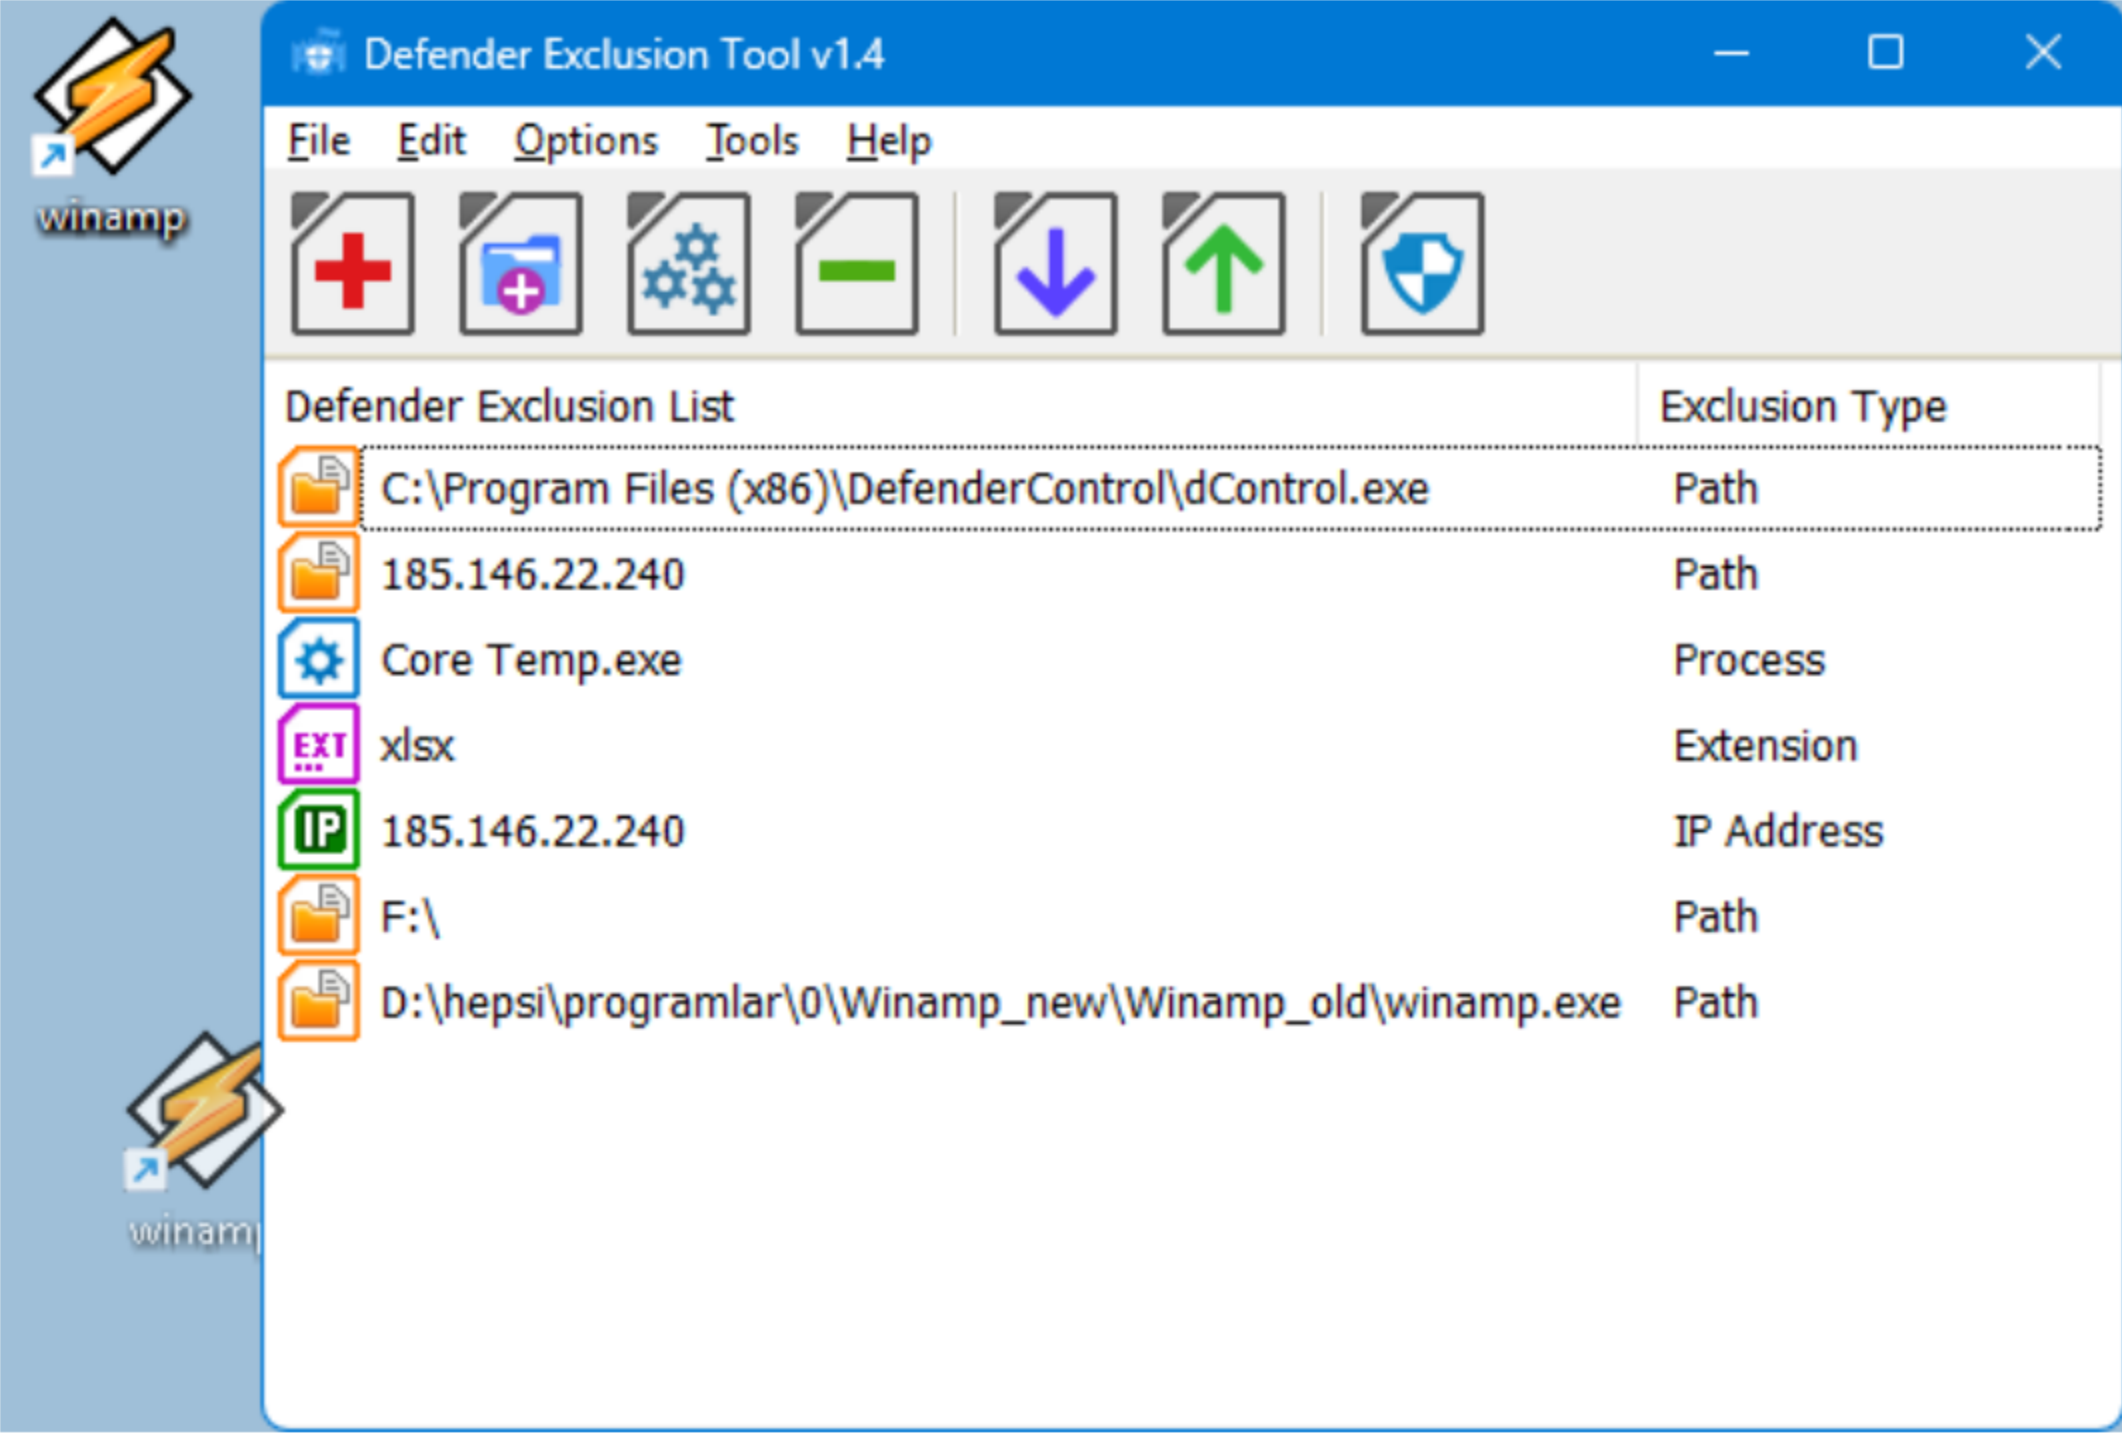 winamp
Defender Exclusion Tool v1.4
File Edit Options Tools Help
Defender Exclusion List Exclusion Type
C:\Program Files (x86)\DefenderControl\dControl.exe Path
185.146.22.240 Path
Core Temp.exe Process
EXT xlsx Extension
IP 185.146.22.240 IP Address
F:\ Path
D:\hepsi\programlar\0\Winamp_new\Winamp_old\winamp.exe Path
winamp